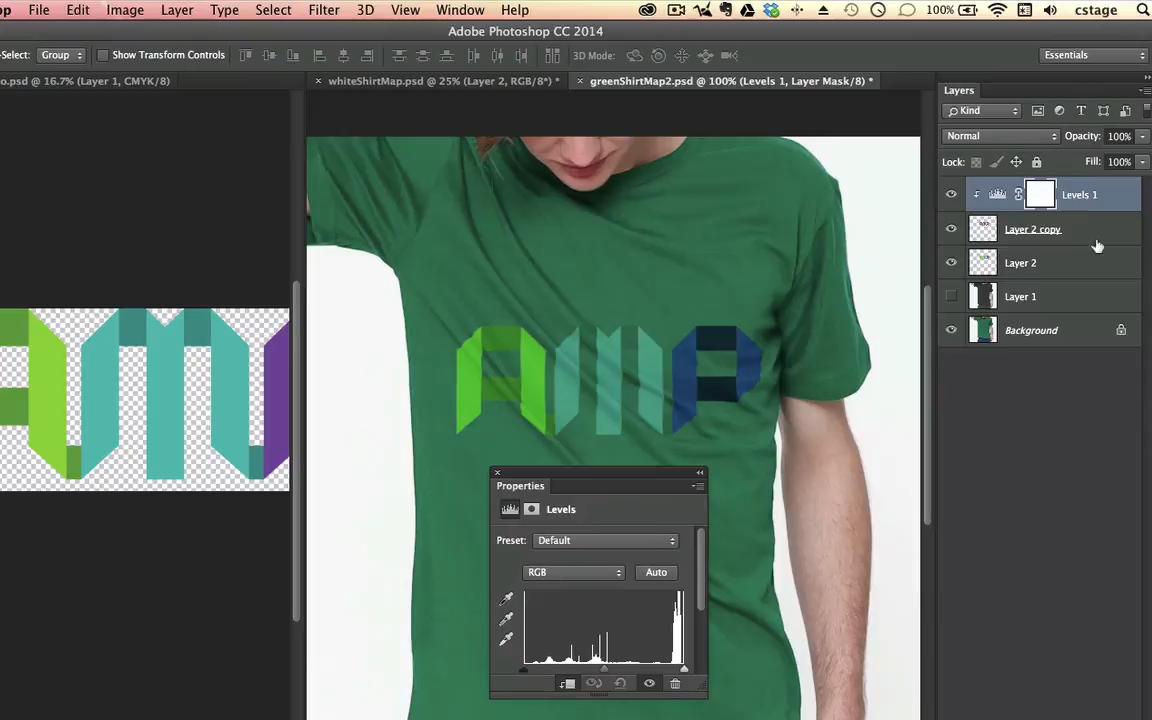 op File Edit Image Layer Type Select Filter 3D View Window Help 100% cstage
Adobe Photoshop CC 2014
-Select: Group Show Transform Controls 3D Mode: Essentials
o.psd @ 16.7% (Layer 1, CMYK/8) × whiteShirtMap.psd @ 25% (Layer 2, RGB/8*) * × greenShirtMap2.psd @ 100% (Levels 1, Layer Mask/8) *
Layers
Kind
Normal Opacity: 100%
Lock: Fill: 100%
Levels 1
Layer 2 copy
Layer 2
Layer 1
Background
AMP
AM
Properties
Levels
Preset: Default
RGB Auto